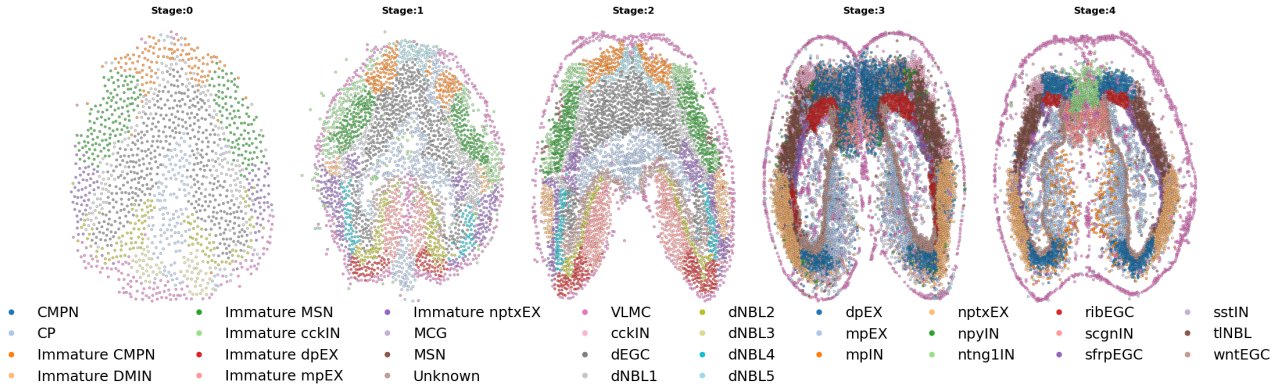 Stage:0 Stage:1 Stage:2 Stage:3 Stage:4
CMPN Immature MSN Immature nptxEX VLMC dNBL2 dpEX nptxEX ribEGC sstIN
CP Immature cckIN MCG cckIN dNBL3 mpEX npyIN scgnIN tlNBL
Immature CMPN Immature dpEX MSN dEGC dNBL4 mpIN ntng1IN sfrpEGC wntEGC
Immature DMIN Immature mpEX Unknown dNBL1 dNBL5